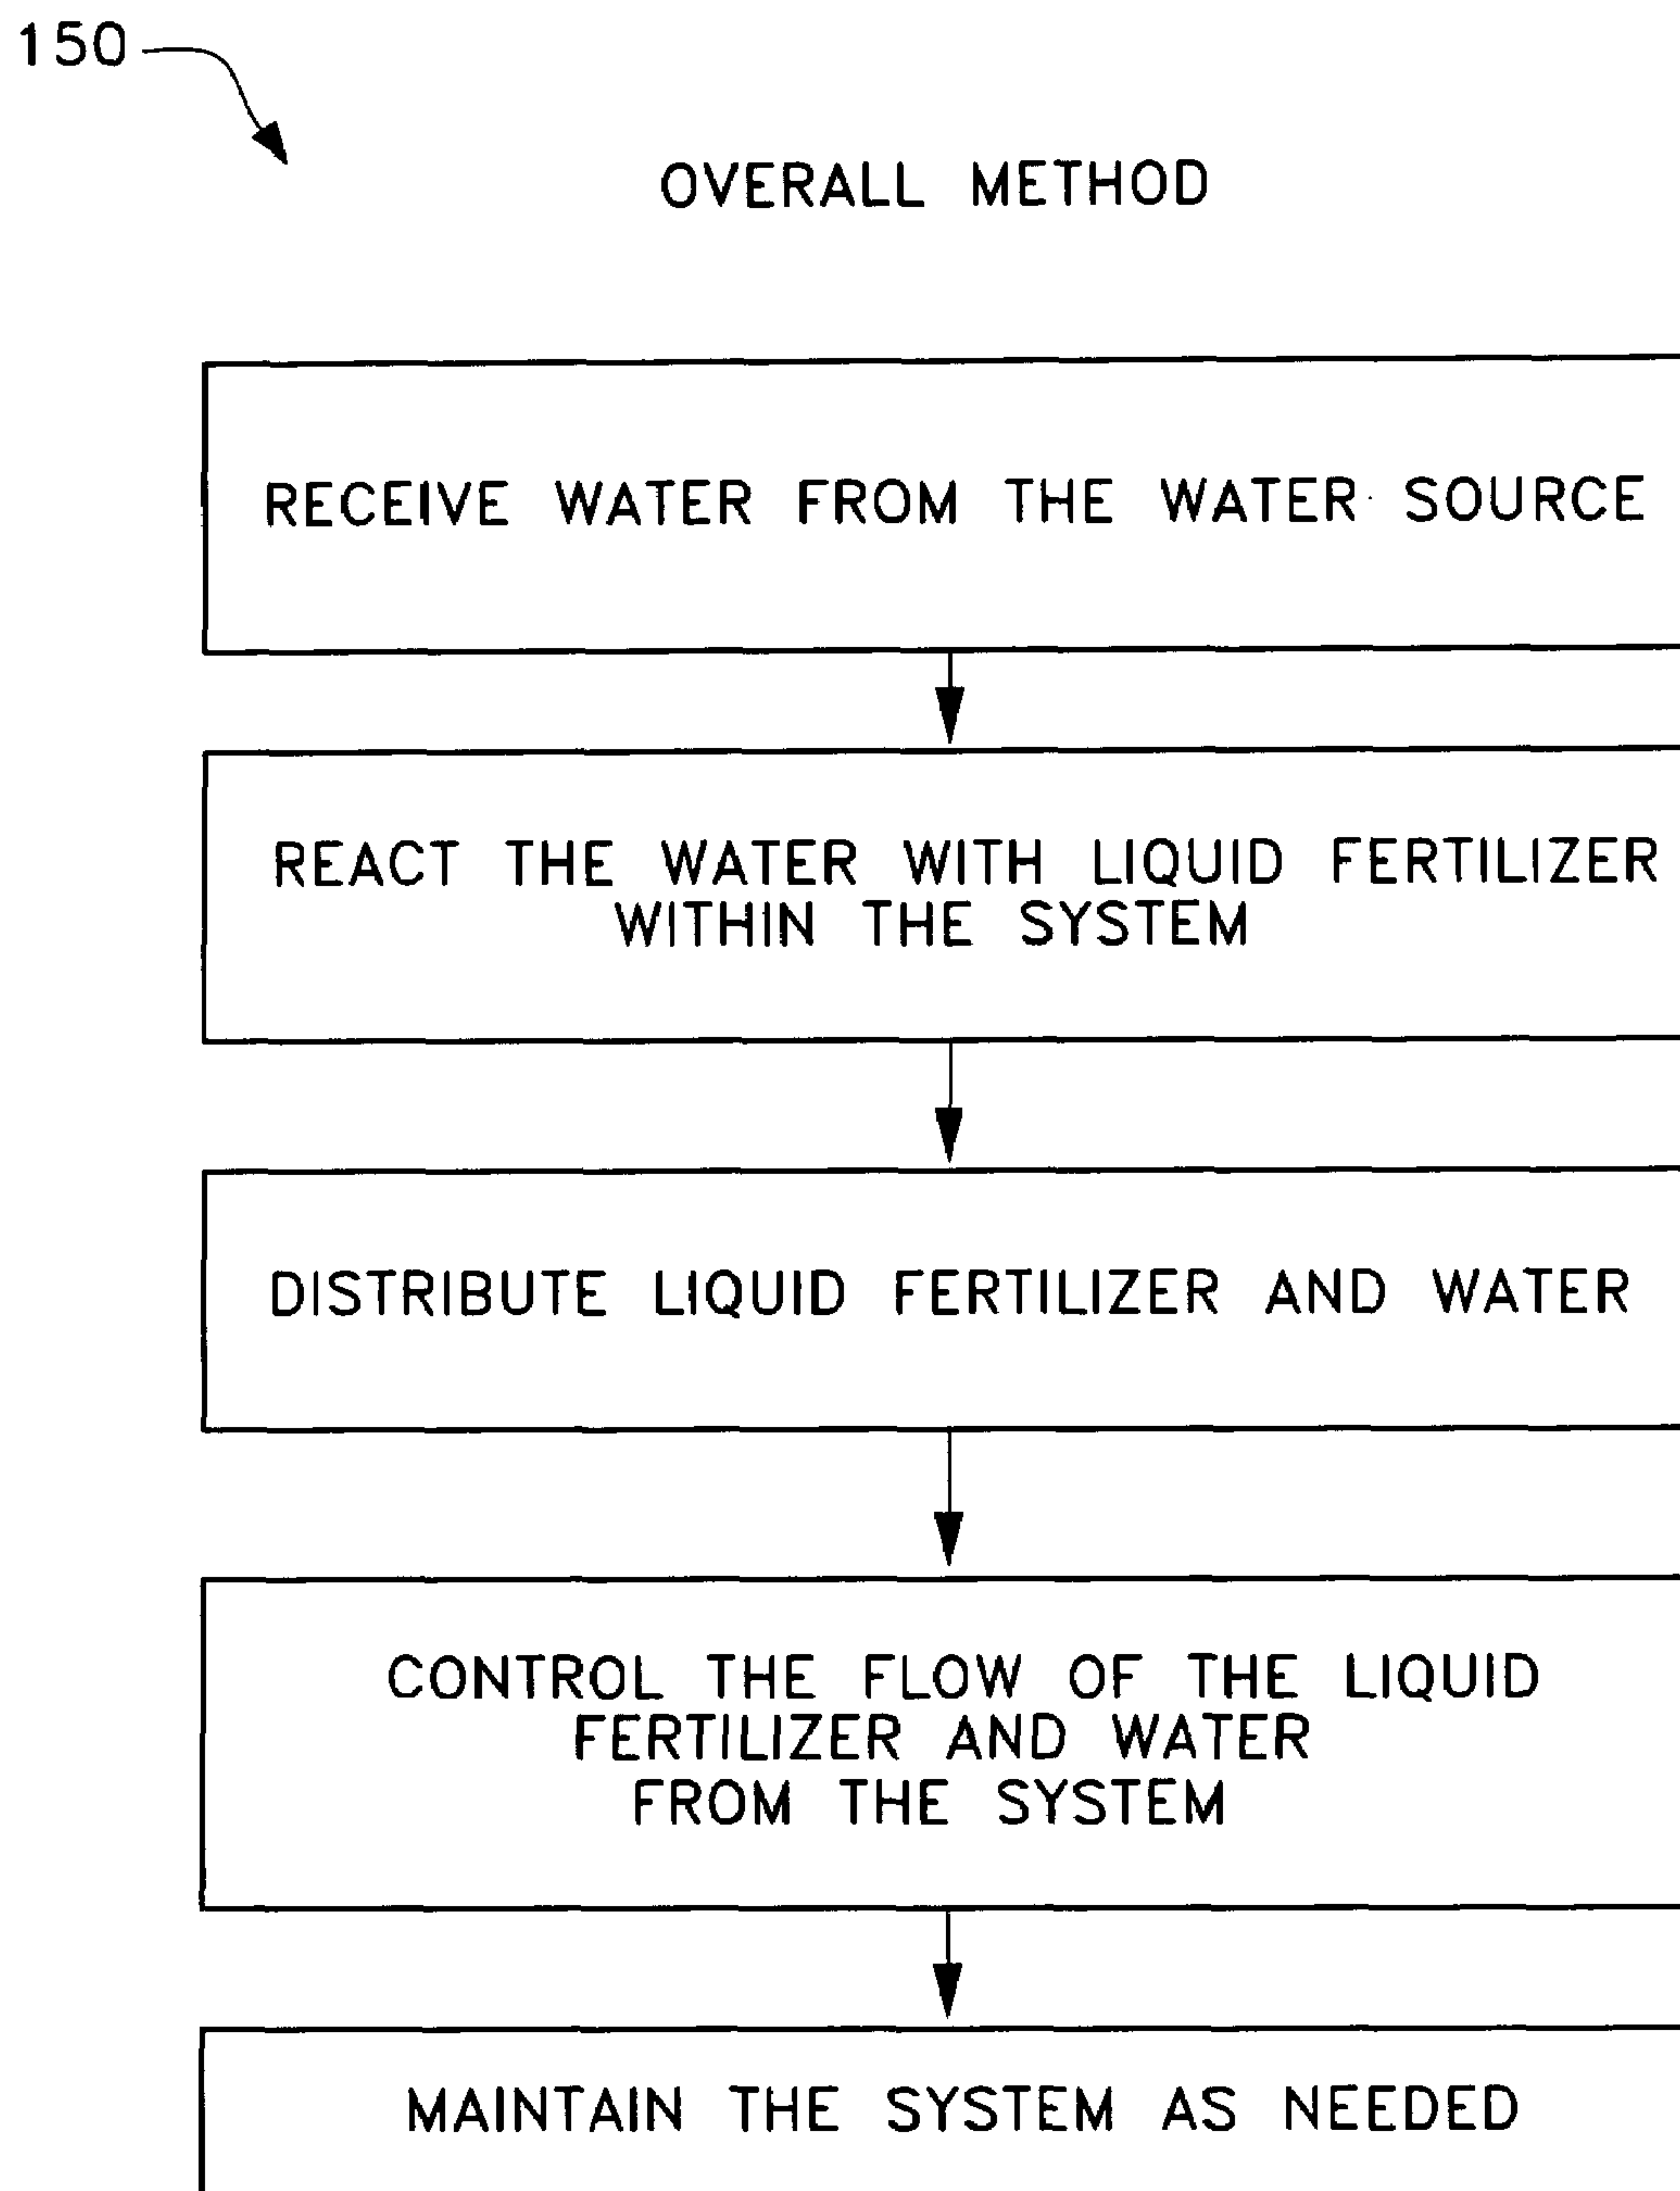 150
OVERALL METHOD
RECEIVE WATER FROM THE WATER SOURCE
REACT THE WATER WITH LIQUID FERTILIZER
WITHIN THE SYSTEM
DISTRIBUTE LIQUID FERTILIZER AND WATER
CONTROL THE FLOW OF THE LIQUID
FERTILIZER AND WATER
FROM THE SYSTEM
MAINTAIN THE SYSTEM AS NEEDED